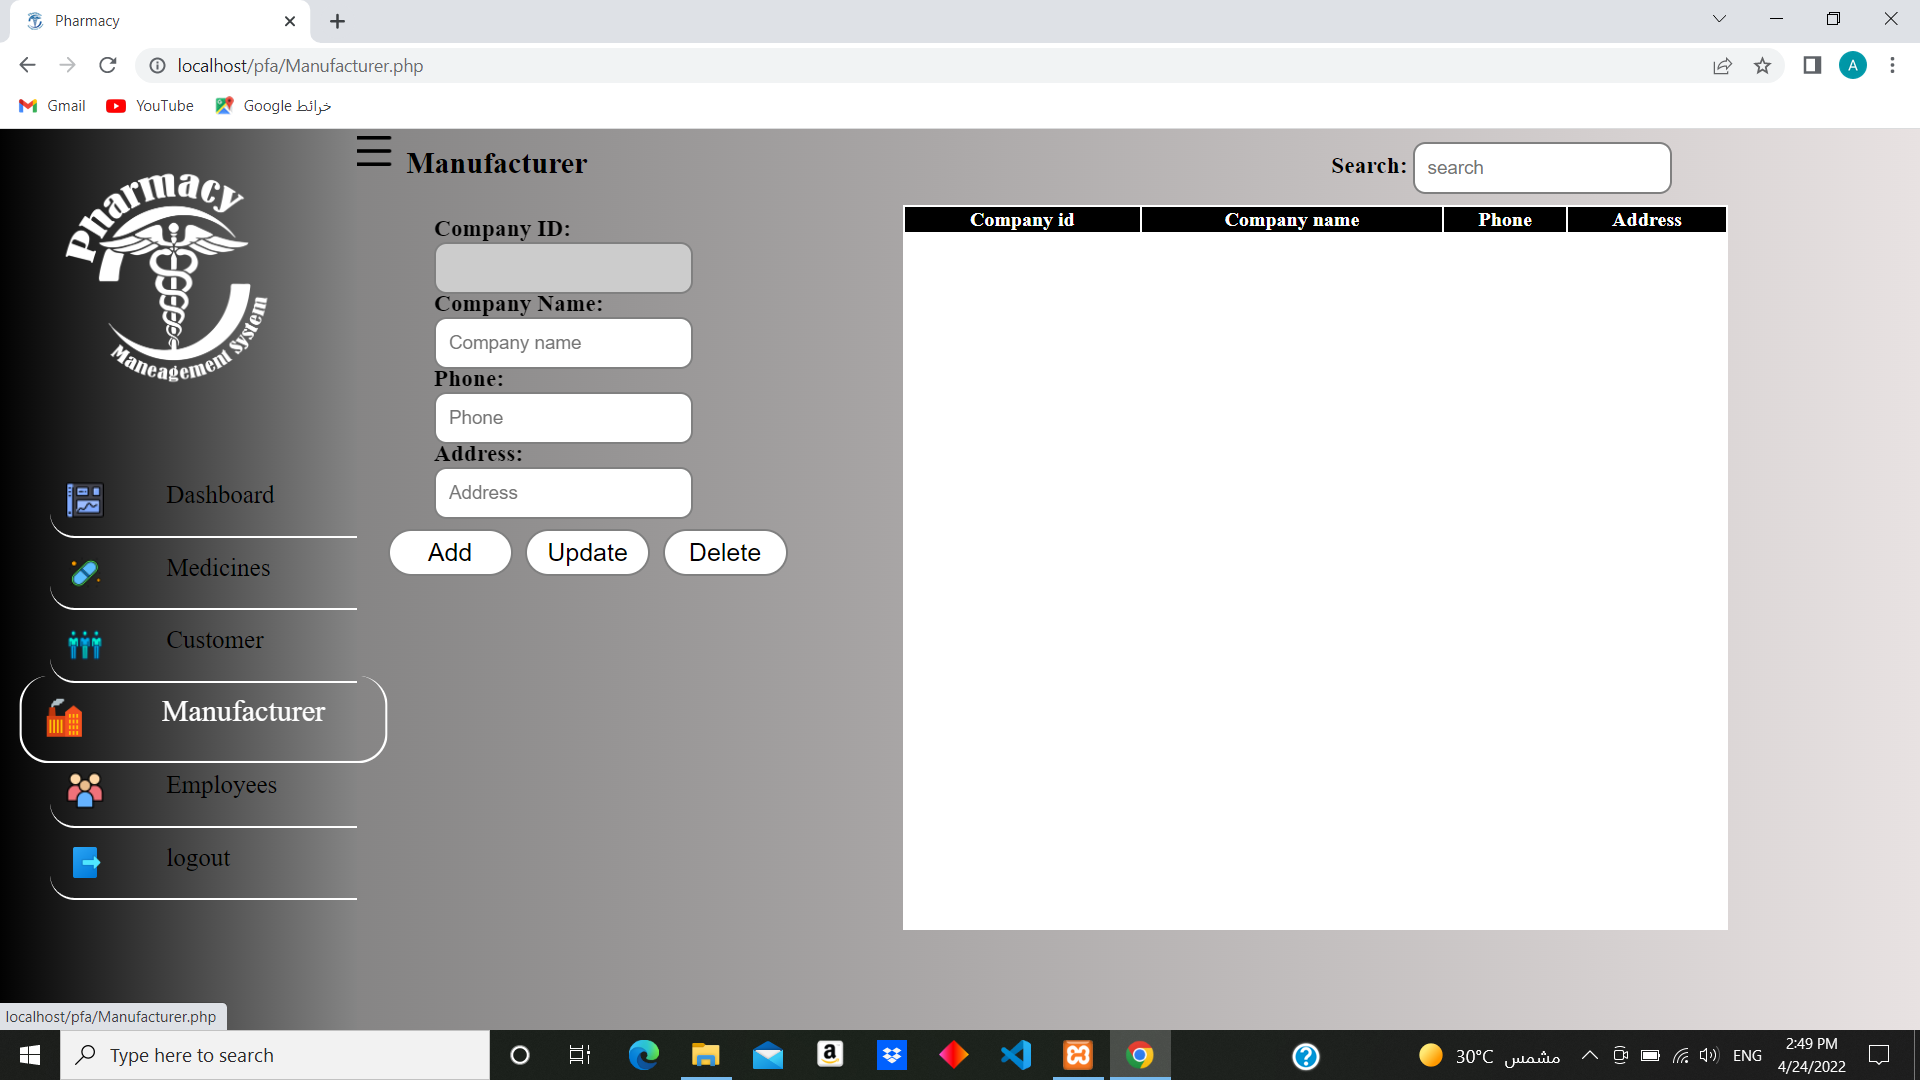 Pharmacy
localhost/pfa/Manufacturer.php
A
Gmail
YouTube
Google خرائط
Pharmacy
Maneagement System
Manufacturer
Search:
search
Company ID:
Company Name:
Company name
Phone:
Phone
Address:
Address
Add
Update
Delete
Company id
Company name
Phone
Address
Dashboard
Medicines
Customer
Manufacturer
Employees
logout
localhost/pfa/Manufacturer.php
Type here to search
a
?
30°C مشمس
ENG
2:49 PM
4/24/2022